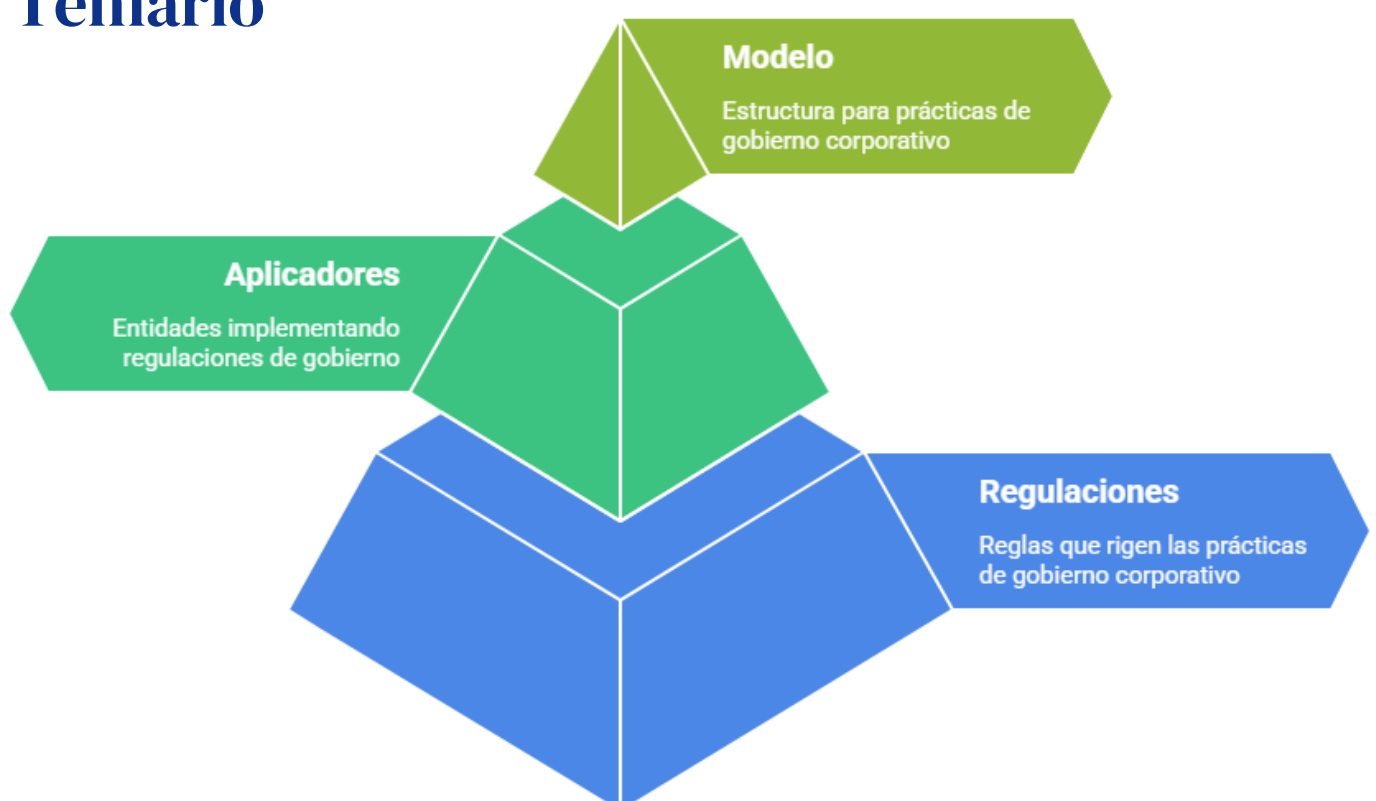 Temario
Modelo
Estructura para prácticas de
gobierno corporativo
Aplicadores
Entidades implementando
regulaciones de gobierno
Regulaciones
Reglas que rigen las prácticas
de gobierno corporativo